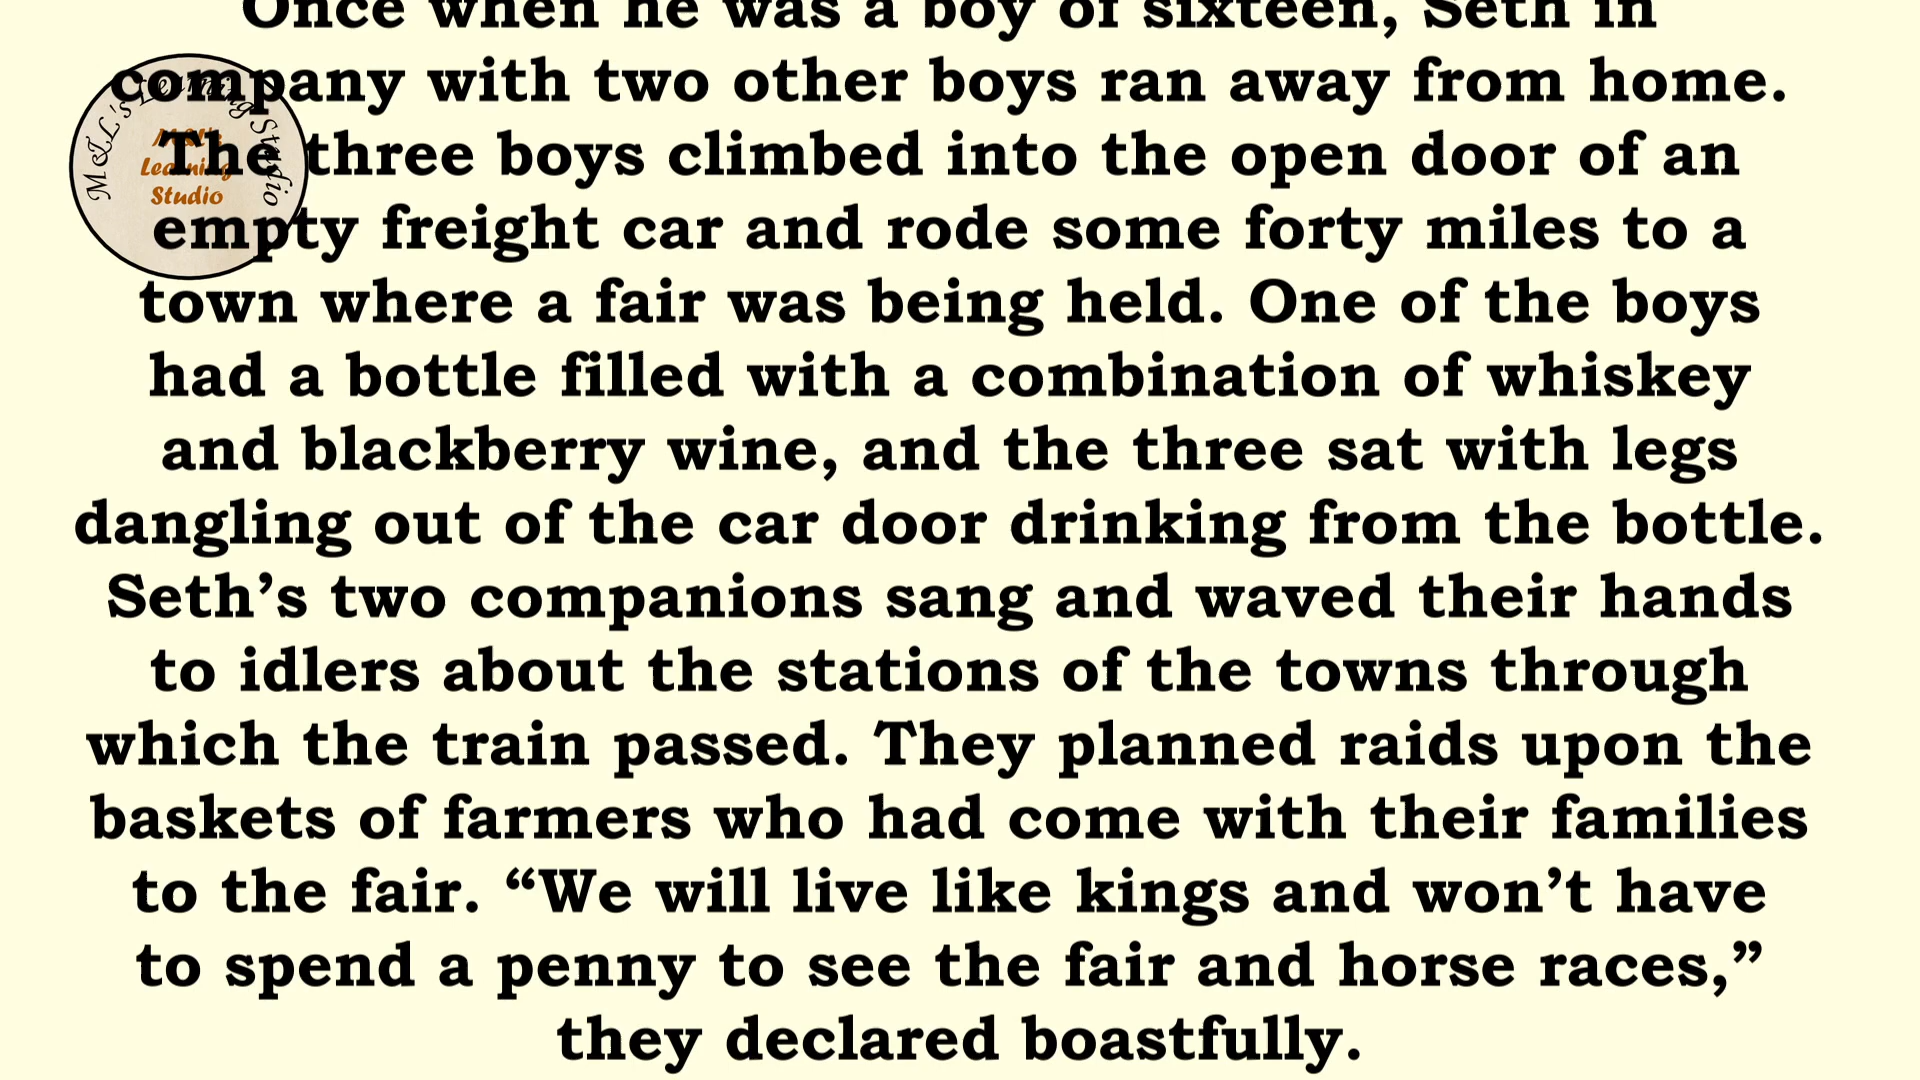 Once when he was a boy of sixteen, Seth in
company with two other boys ran away from home.
The three boys climbed into the open door of an
empty freight car and rode some forty miles to a
town where a fair was being held. One of the boys
had a bottle filled with a combination of whiskey
and blackberry wine, and the three sat with legs
dangling out of the car door drinking from the bottle.
Seth’s two companions sang and waved their hands
to idlers about the stations of the towns through
which the train passed. They planned raids upon the
baskets of farmers who had come with their families
to the fair. “We will live like kings and won’t have
to spend a penny to see the fair and horse races,”
they declared boastfully.
M&L's Learning Studio
M&L's
Learning
Studio